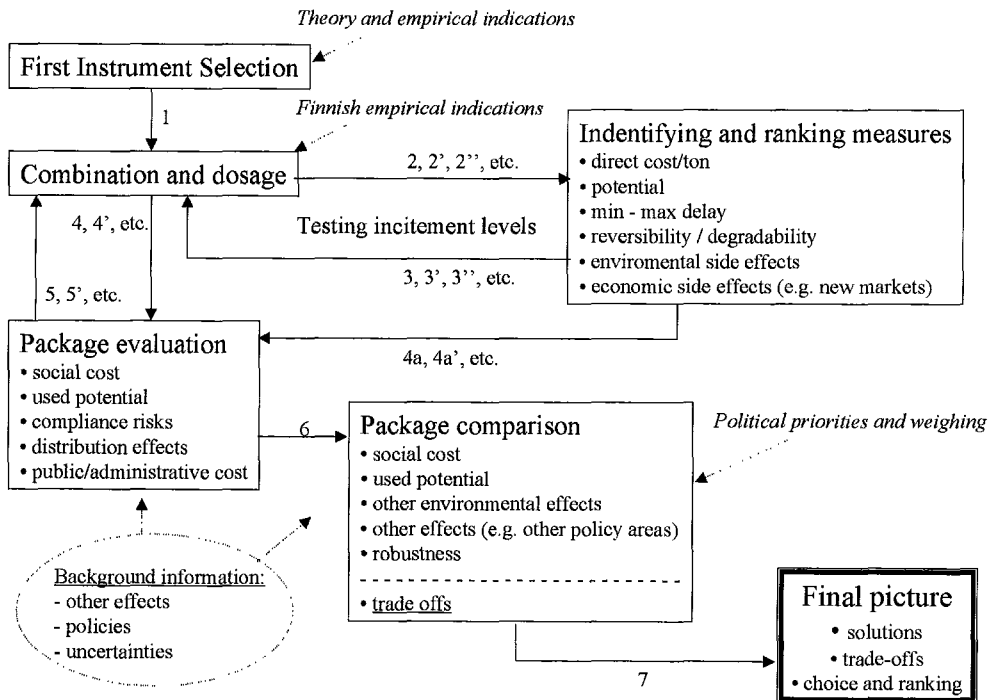 Theory and empirical indications
First Instrument Selection
1
Finnish empirical indications
Combination and dosage
2, 2', 2'', etc.
Indentifying and ranking measures
• direct cost/ton
• potential
• min - max delay
• reversibility / degradability
• enviromental side effects
• economic side effects (e.g. new markets)
4, 4', etc.
Testing incitement levels
3, 3', 3'', etc.
5, 5', etc.
4a, 4a', etc.
Package evaluation
• social cost
• used potential
• compliance risks
• distribution effects
• public/administrative cost
6
Package comparison
• social cost
• used potential
• other environmental effects
• other effects (e.g. other policy areas)
• robustness
• trade offs
Political priorities and weighing
Background information:
- other effects
- policies
- uncertainties
7
Final picture
• solutions
• trade-offs
• choice and ranking